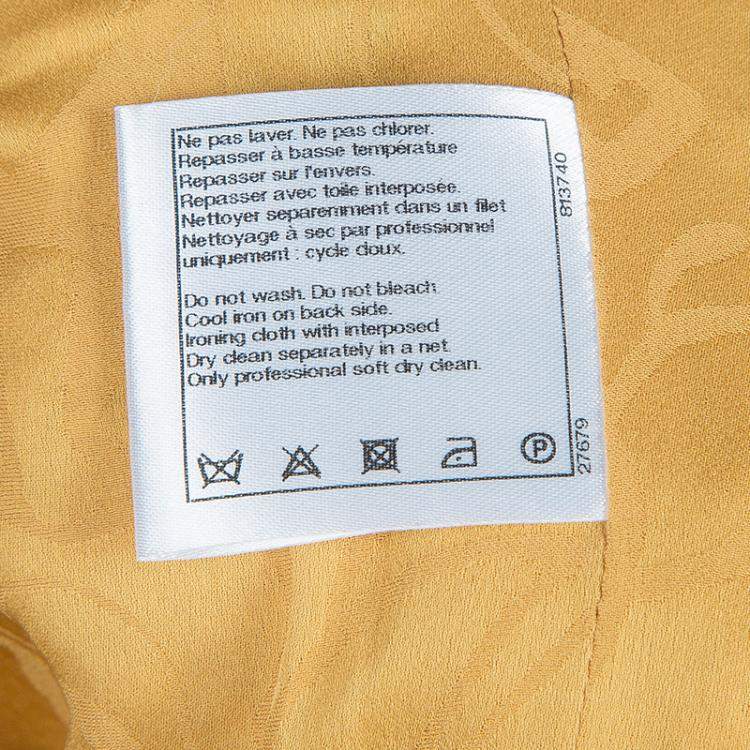 Ne pas laver. Ne pas chlorer.
Repasser à basse température
Repasser sur l'envers.
Repasser avec toile interposée.
Nettoyer separemment dans un filet
Nettoyage à sec par professionnel
uniquement : cycle doux.
Do not wash. Do not bleach
Cool iron on back side.
Ironing cloth with interposed
Dry clean separately in a net.
Only professional soft dry clean.
P
813740
27679